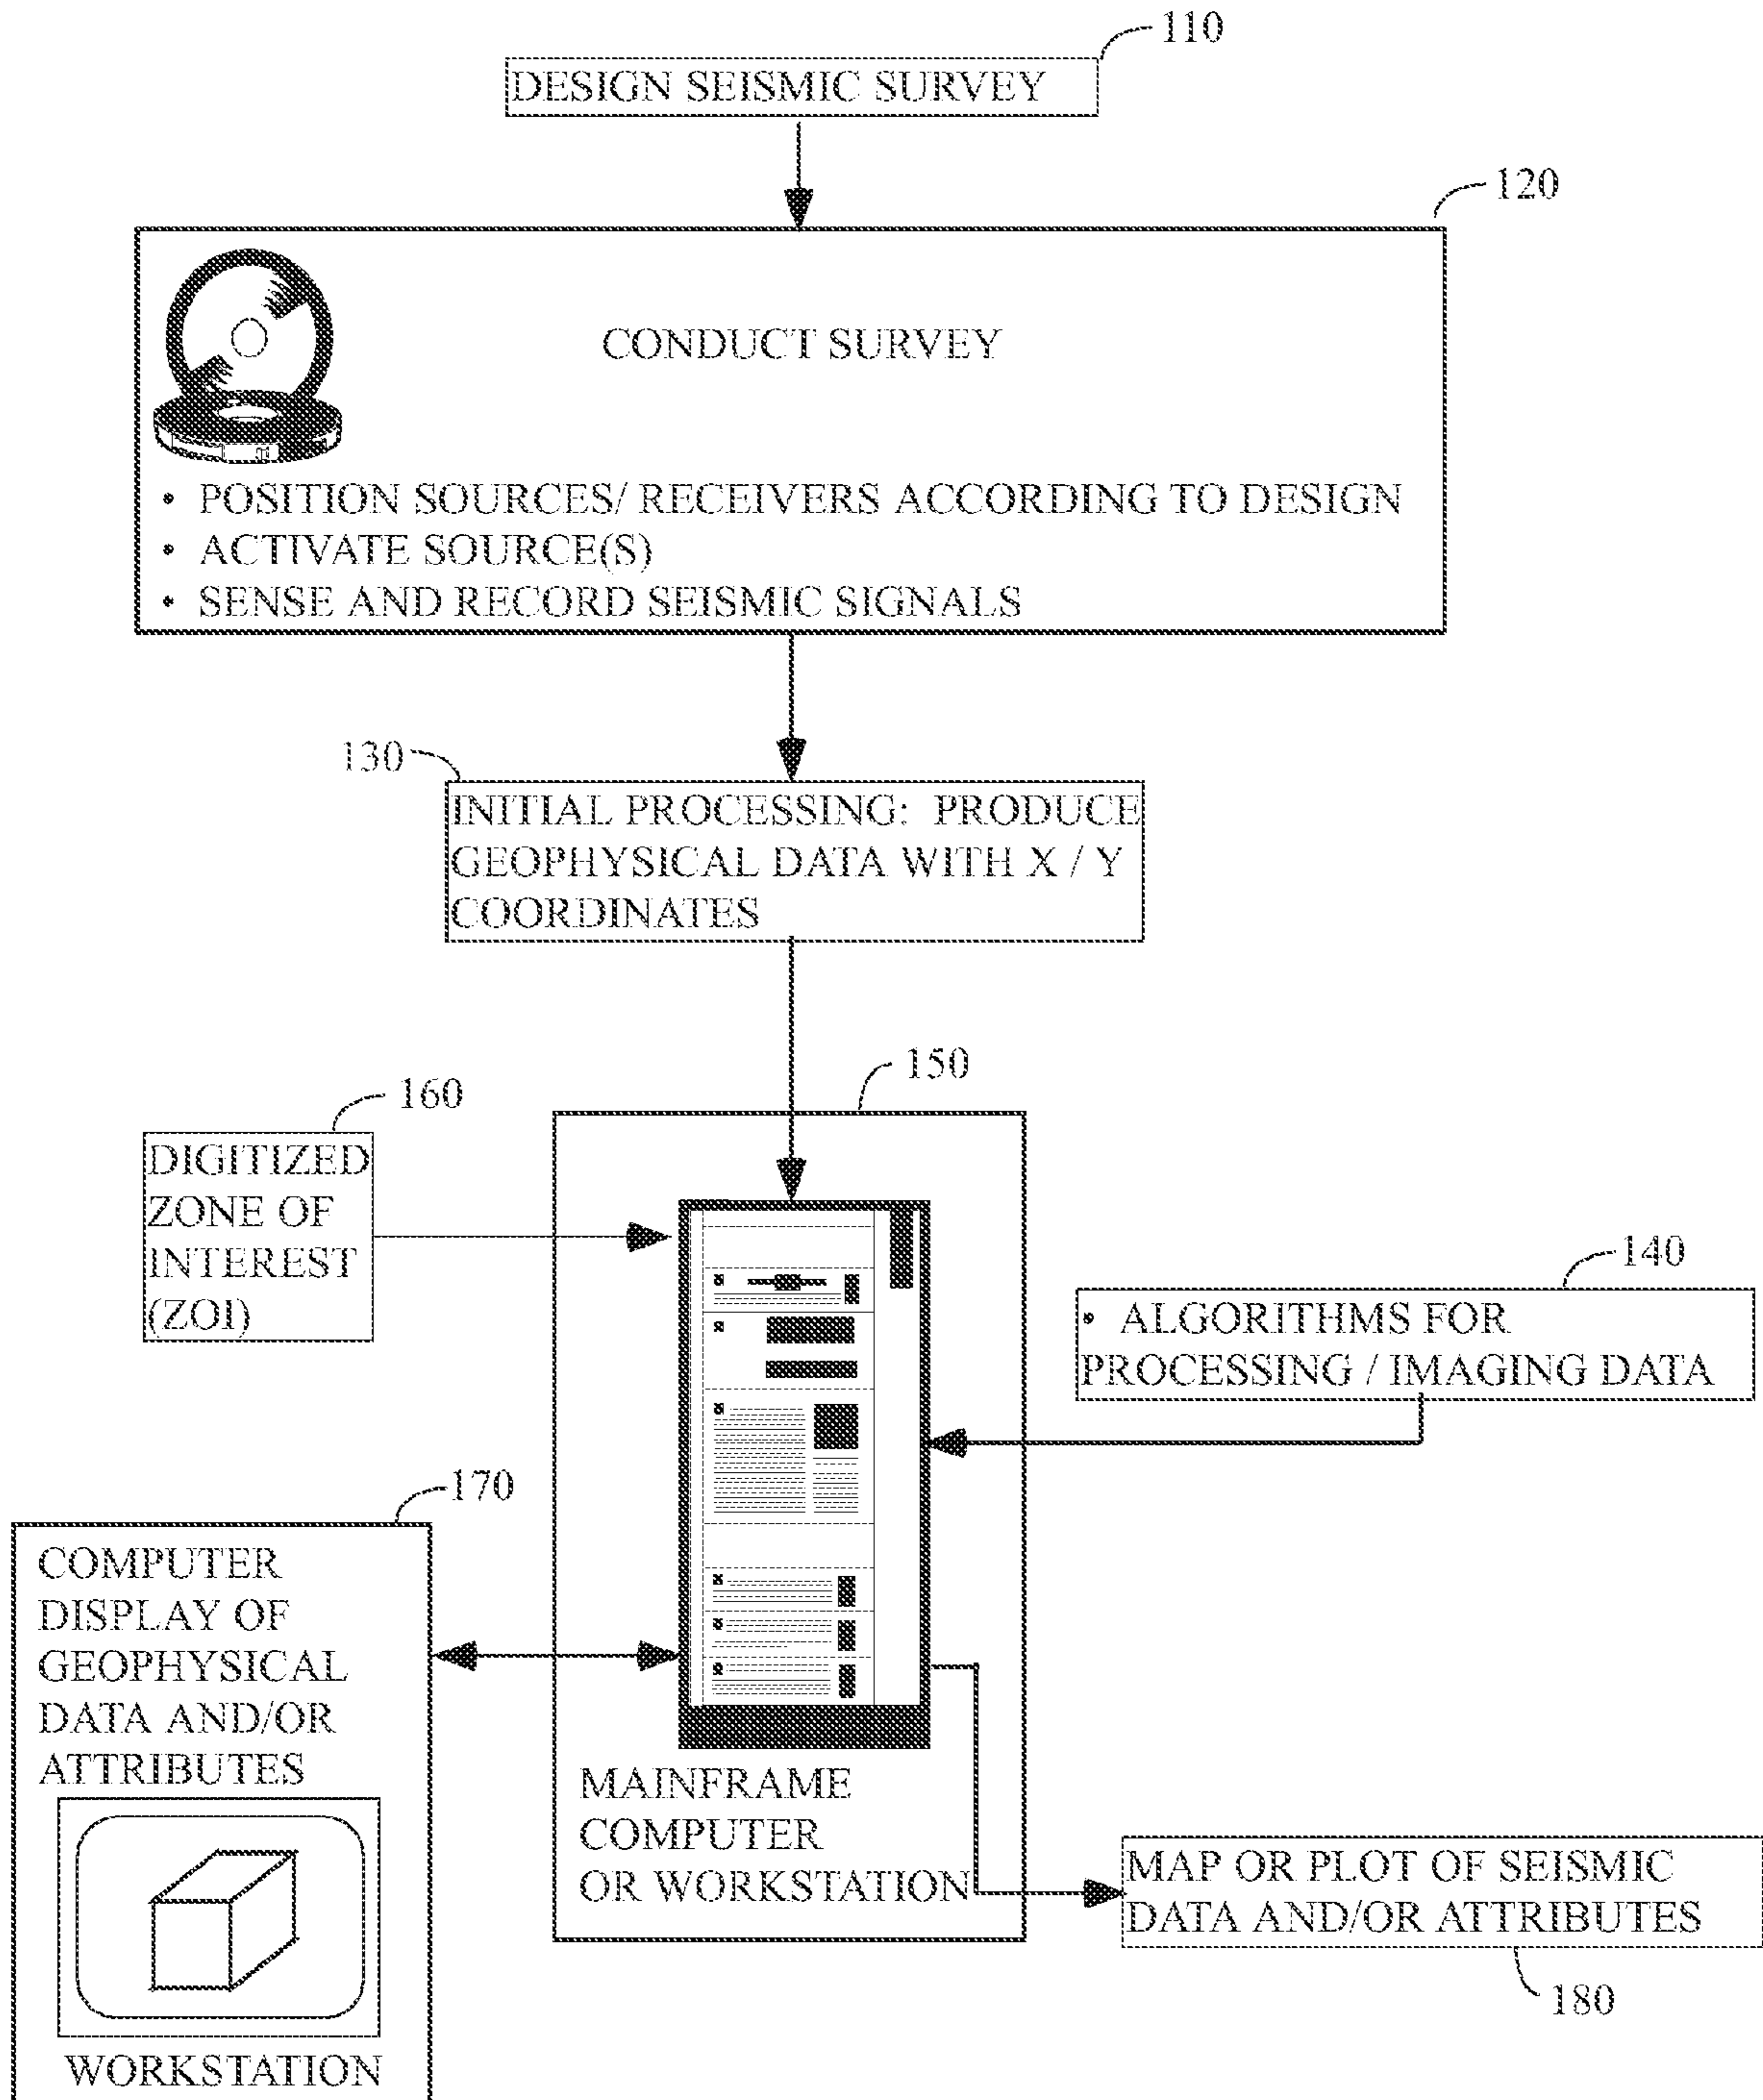 110
DESIGN SEISMIC SURVEY
120
CONDUCT SURVEY
• POSITION SOURCES/ RECEIVERS ACCORDING TO DESIGN
• ACTIVATE SOURCE(S)
• SENSE AND RECORD SEISMIC SIGNALS
130
INITIAL PROCESSING: PRODUCE
GEOPHYSICAL DATA WITH X / Y
COORDINATES
150
160
DIGITIZED
ZONE OF
INTEREST
(ZOI)
140
• ALGORITHMS FOR
PROCESSING / IMAGING DATA
170
COMPUTER
DISPLAY OF
GEOPHYSICAL
DATA AND/OR
ATTRIBUTES
WORKSTATION
MAINFRAME
COMPUTER
OR WORKSTATION
MAP OR PLOT OF SEISMIC
DATA AND/OR ATTRIBUTES
180